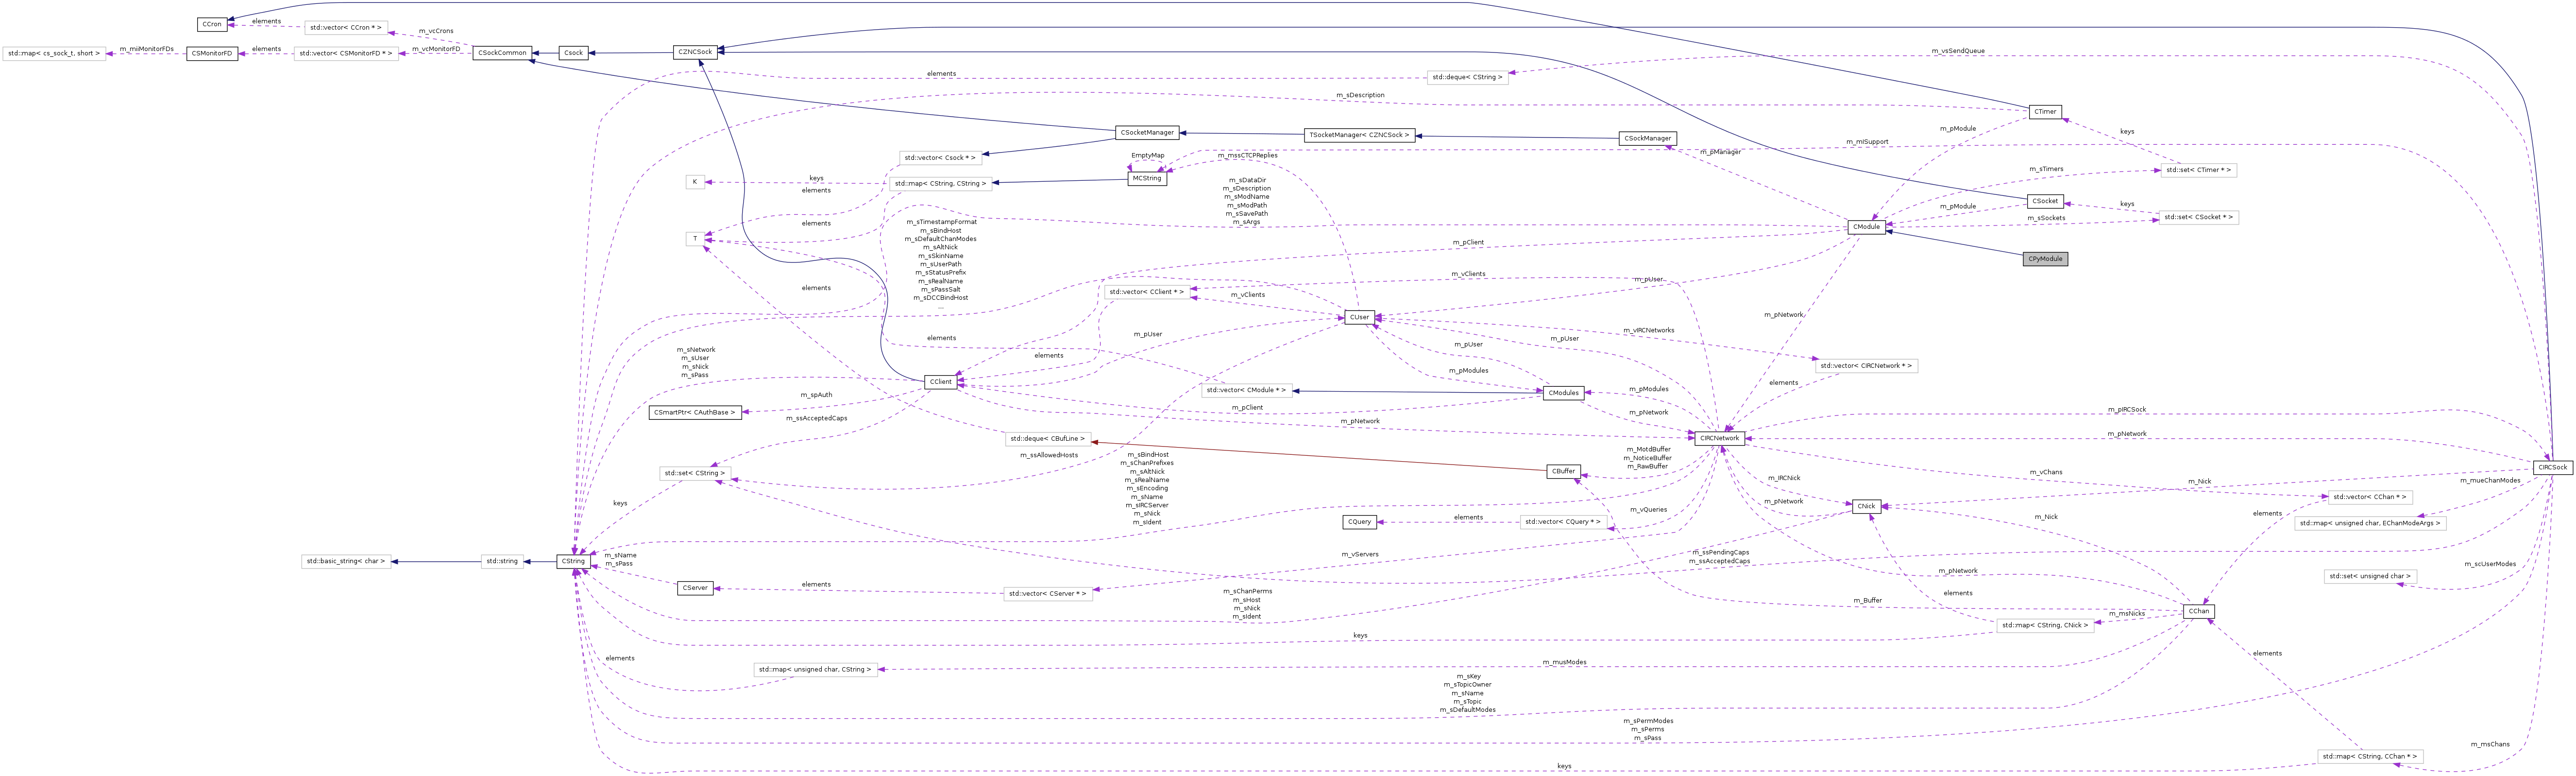 CCron
elements
std::vector< CCron * >
m_vcCrons
std::map< cs_sock_t, short >
m_miiMonitorFDs
CSMonitorFD
elements
std::vector< CSMonitorFD * >
m_vcMonitorFD
CSockCommon
Csock
CZNCSock
m_vsSendQueue
elements
std::deque< CString >
m_sDescription
CTimer
m_pModule
keys
CSocketManager
TSocketManager< CZNCSock >
CSockManager
m_pManager
m_mISupport
std::vector< Csock * >
EmptyMap
m_mssCTCPReplies
MCString
K
keys
std::map< CString, CString >
elements
m_sTimers
std::set< CTimer * >
m_sDataDir
m_sDescription
m_sModName
m_sModPath
m_sSavePath
m_sArgs
CSocket
m_pModule
keys
m_sSockets
std::set< CSocket * >
elements
CModule
T
m_sTimestampFormat
m_sBindHost
m_sDefaultChanModes
m_sAltNick
m_sSkinName
m_sUserPath
m_sStatusPrefix
m_sRealName
m_sPassSalt
m_sDCCBindHost
...
m_pClient
CPyModule
elements
m_vClients
m_pUser
std::vector< CClient * >
m_vClients
CUser
m_pNetwork
m_pUser
m_vIRCNetworks
m_pUser
elements
elements
m_pUser
m_sNetwork
m_sUser
m_sNick
m_sPass
std::vector< CIRCNetwork * >
m_pModules
CClient
elements
std::vector< CModule * >
CModules
m_pModules
m_spAuth
CSmartPtr< CAuthBase >
m_pClient
m_pNetwork
m_pIRCSock
m_ssAcceptedCaps
m_pNetwork
std::deque< CBufLine >
CIRCNetwork
m_pNetwork
m_ssAllowedHosts
m_sBindHost
m_sChanPrefixes
m_sAltNick
m_sRealName
m_sEncoding
m_sName
m_sIRCServer
m_sNick
m_sIdent
m_MotdBuffer
m_NoticeBuffer
m_RawBuffer
CBuffer
CIRCSock
std::set< CString >
m_IRCNick
m_vChans
m_Nick
m_mueChanModes
keys
m_pNetwork
CNick
std::vector< CChan * >
m_vQueries
CQuery
elements
std::vector< CQuery * >
m_Nick
elements
std::map< unsigned char, EChanModeArgs >
std::basic_string< char >
std::string
CString
m_sName
m_sPass
m_vServers
m_ssPendingCaps
m_ssAcceptedCaps
m_pNetwork
m_scUserModes
std::set< unsigned char >
CServer
elements
std::vector< CServer * >
m_sChanPerms
m_sHost
m_sNick
m_sIdent
m_Buffer
elements
m_msNicks
CChan
std::map< CString, CNick >
keys
elements
std::map< unsigned char, CString >
m_musModes
elements
m_sKey
m_sTopicOwner
m_sName
m_sTopic
m_sDefaultModes
m_sPermModes
m_sPerms
m_sPass
m_msChans
std::map< CString, CChan * >
keys